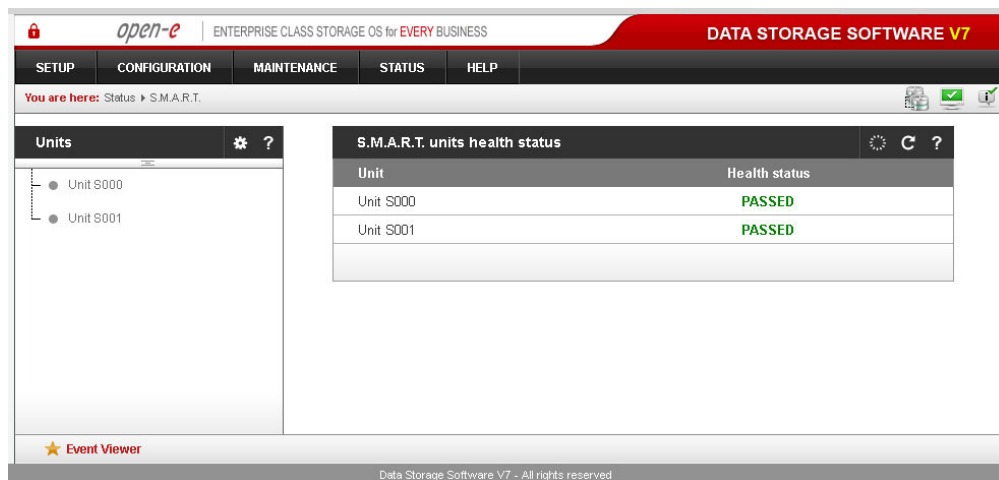 open-e ENTERPRISE CLASS STORAGE OS for EVERY BUSINESS DATA STORAGE SOFTWARE V7
SETUP CONFIGURATION MAINTENANCE STATUS HELP
You are here: Status ▸ S.M.A.R.T.
Units ?
Unit S000
Unit S001
S.M.A.R.T. units health status ?
Unit Health status
Unit S000 PASSED
Unit S001 PASSED
Event Viewer
Data Storage Software V7 - All rights reserved